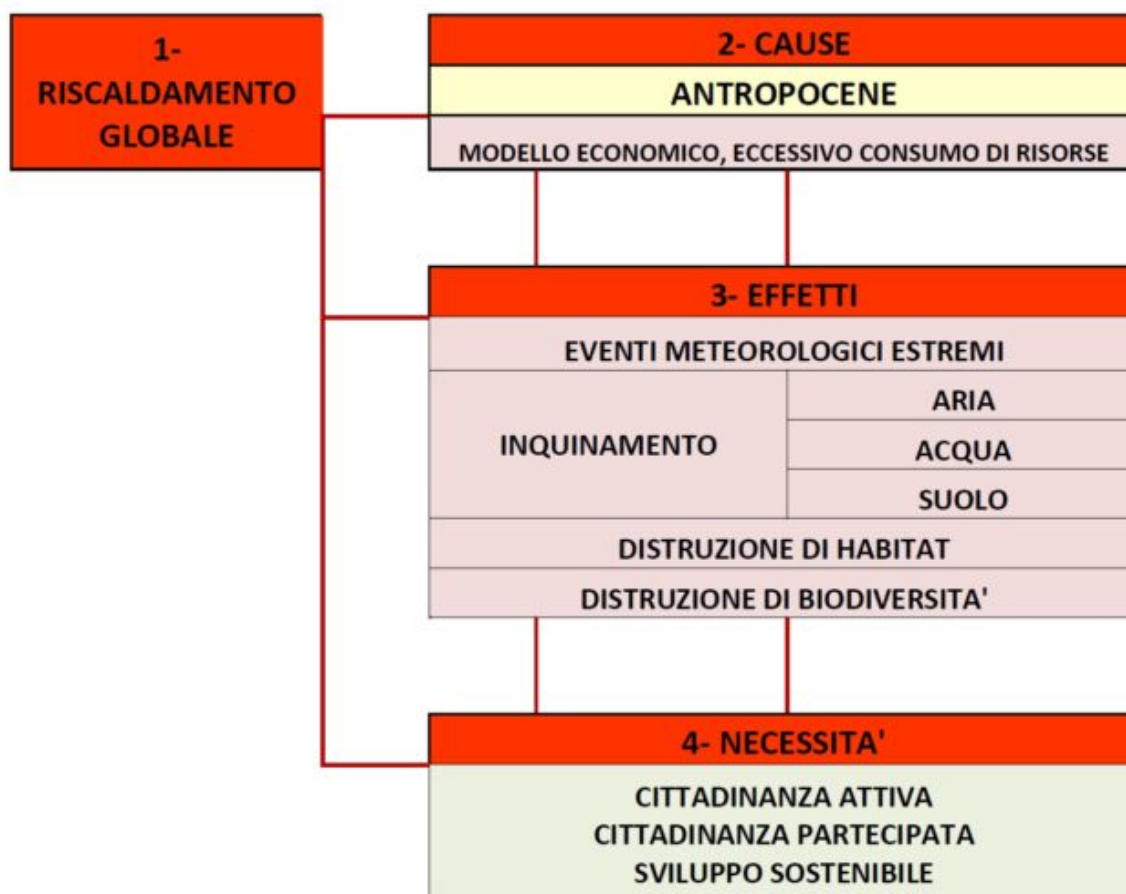 1-
RISCALDAMENTO
GLOBALE
2- CAUSE
ANTROPOCENE
MODELLO ECONOMICO, ECCESSIVO CONSUMO DI RISORSE
3- EFFETTI
EVENTI METEOROLOGICI ESTREMI
INQUINAMENTO
ARIA
ACQUA
SUOLO
DISTRUZIONE DI HABITAT
DISTRUZIONE DI BIODIVERSITA'
4- NECESSITA'
CITTADINANZA ATTIVA
CITTADINANZA PARTECIPATA
SVILUPPO SOSTENIBILE